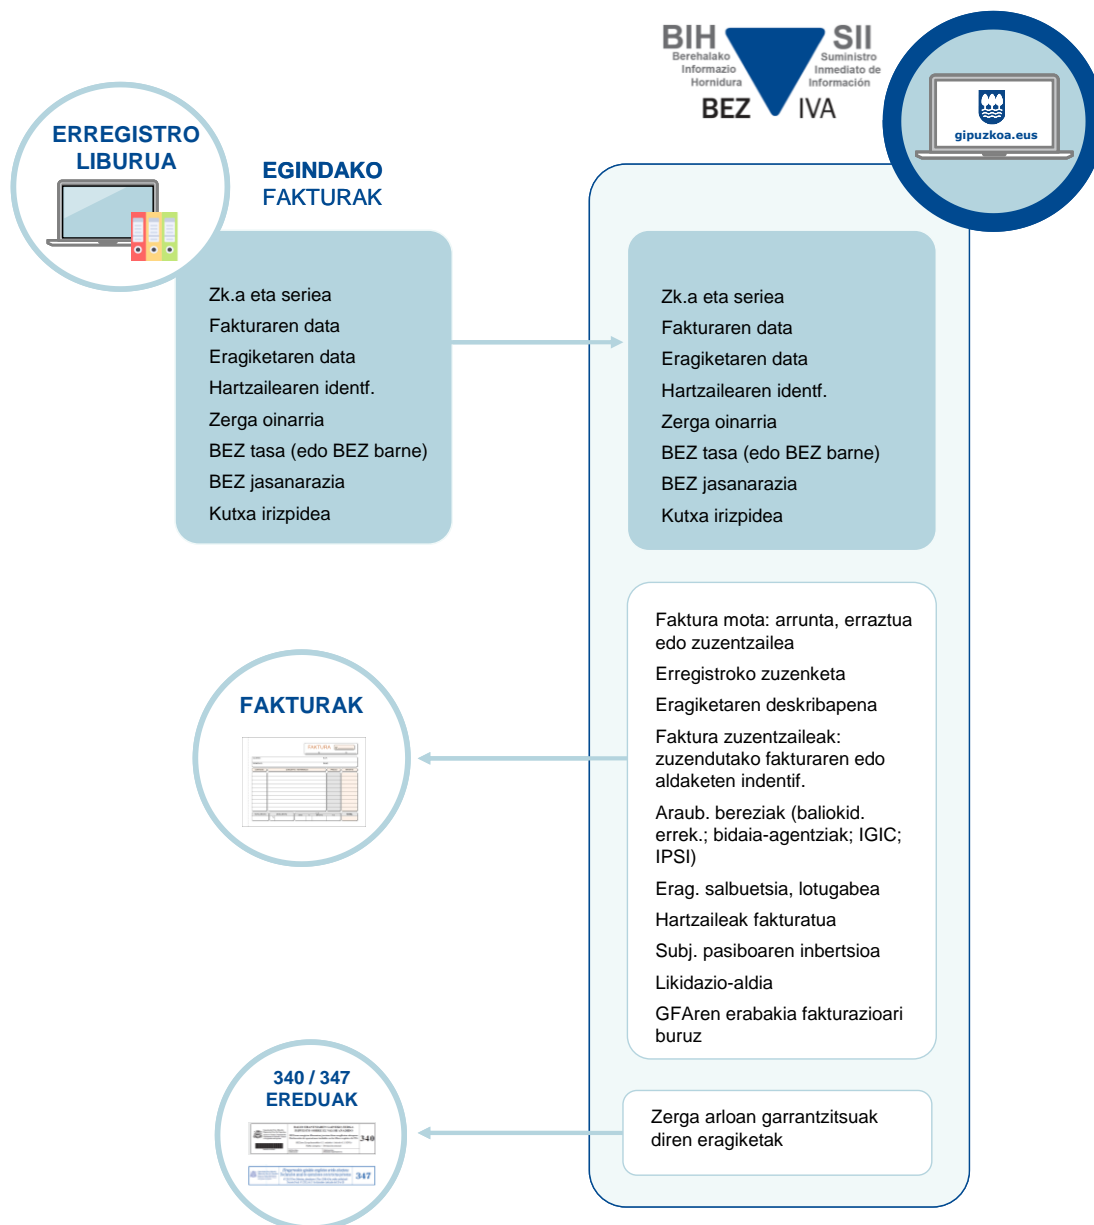 BIH SII
Berehalako Suministro
Informazio Inmediato de
Hornidura Información
BEZ IVA
gipuzkoa.eus
ERREGISTRO
LIBURUA
EGINDAKO
FAKTURAK
Zk.a eta seriea
Fakturaren data
Eragiketaren data
Hartzailearen identf.
Zerga oinarria
BEZ tasa (edo BEZ barne)
BEZ jasanarazia
Kutxa irizpidea
Zk.a eta seriea
Fakturaren data
Eragiketaren data
Hartzailearen identf.
Zerga oinarria
BEZ tasa (edo BEZ barne)
BEZ jasanarazia
Kutxa irizpidea
Faktura mota: arrunta, erraztua
edo zuzentzailea
Erregistroko zuzenketa
Eragiketaren deskribapena
Faktura zuzentzaileak:
zuzendutako fakturaren edo
aldaketen indentif.
Araub. bereziak (baliokid.
errek.; bidaia-agentziak; IGIC;
IPSI)
Erag. salbuetsia, lotugabea
Hartzaileak fakturatua
Subj. pasiboaren inbertsioa
Likidazio-aldia
GFAren erabakia fakturazioari
buruz
FAKTURAK
FAKTURA
340 / 347
EREDUAK
340
347
Zerga arloan garrantzitsuak
diren eragiketak